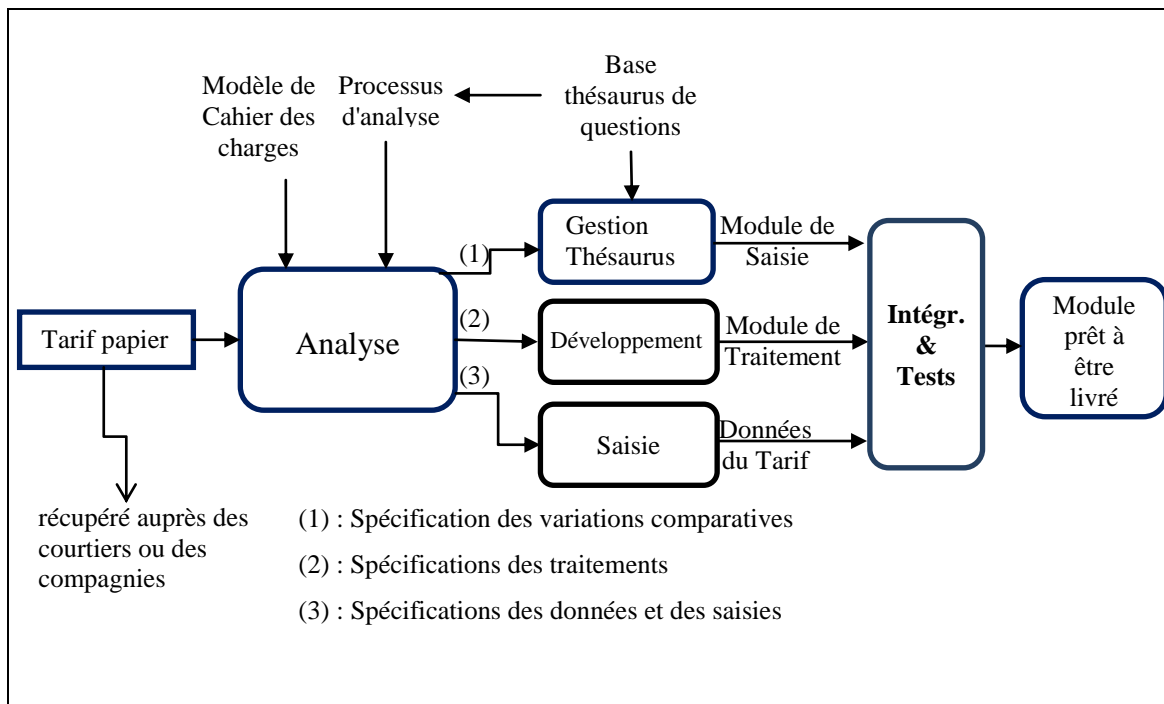 Modèle de
Cahier des
charges
Processus
d'analyse
Base
thésaurus de
questions
Tarif papier
Analyse
(1)
(2)
(3)
Gestion
Thésaurus
Développement
Saisie
Module de
Saisie
Module de
Traitement
Données
du Tarif
Intégr.
&
Tests
Module
prêt à
être
livré
récupéré auprès des
courtiers ou des
compagnies
(1) : Spécification des variations comparatives
(2) : Spécifications des traitements
(3) : Spécifications des données et des saisies